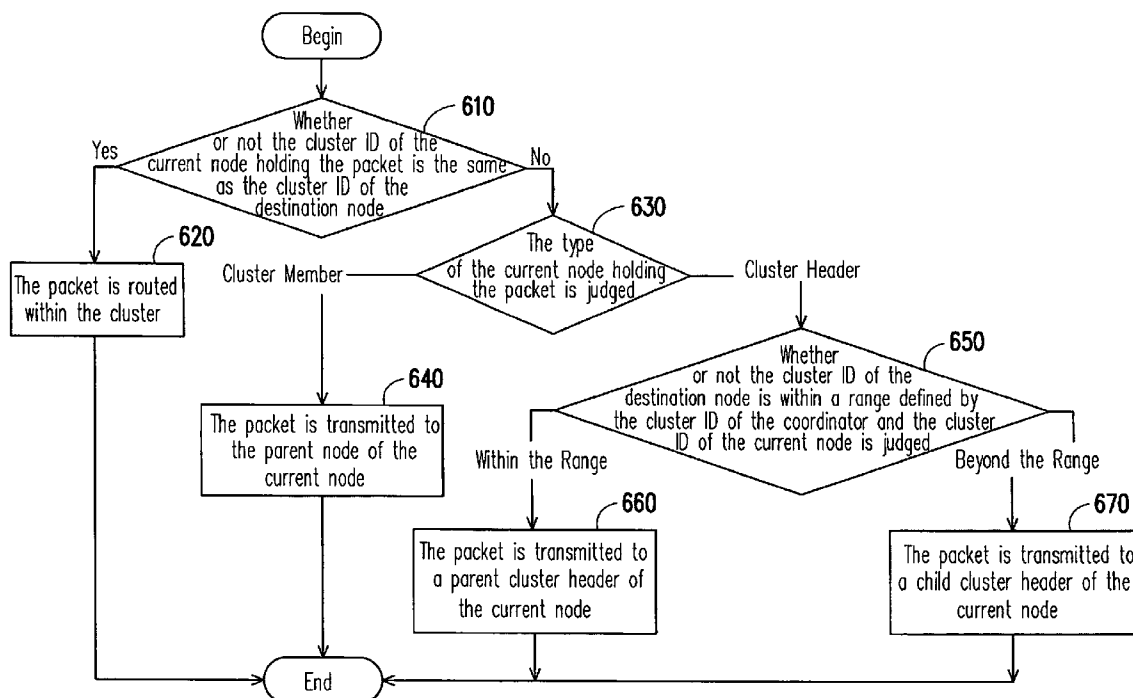 Begin
610
Whether
or not the cluster ID of the
current node holding the packet is the same
as the cluster ID of the
destination node
Yes
No
620
The packet is routed
within the cluster
630
The type
of the current node holding
the packet is judged
Cluster Member
Cluster Header
640
The packet is transmitted to
the parent node of the
current node
650
Whether
or not the cluster ID of the
destination node is within a range defined by
the cluster ID of the coordinator and the cluster
ID of the current node is judged
Within the Range
Beyond the Range
660
The packet is transmitted to
a parent cluster header of
the current node
670
The packet is transmitted to
a child cluster header of the
current node
End